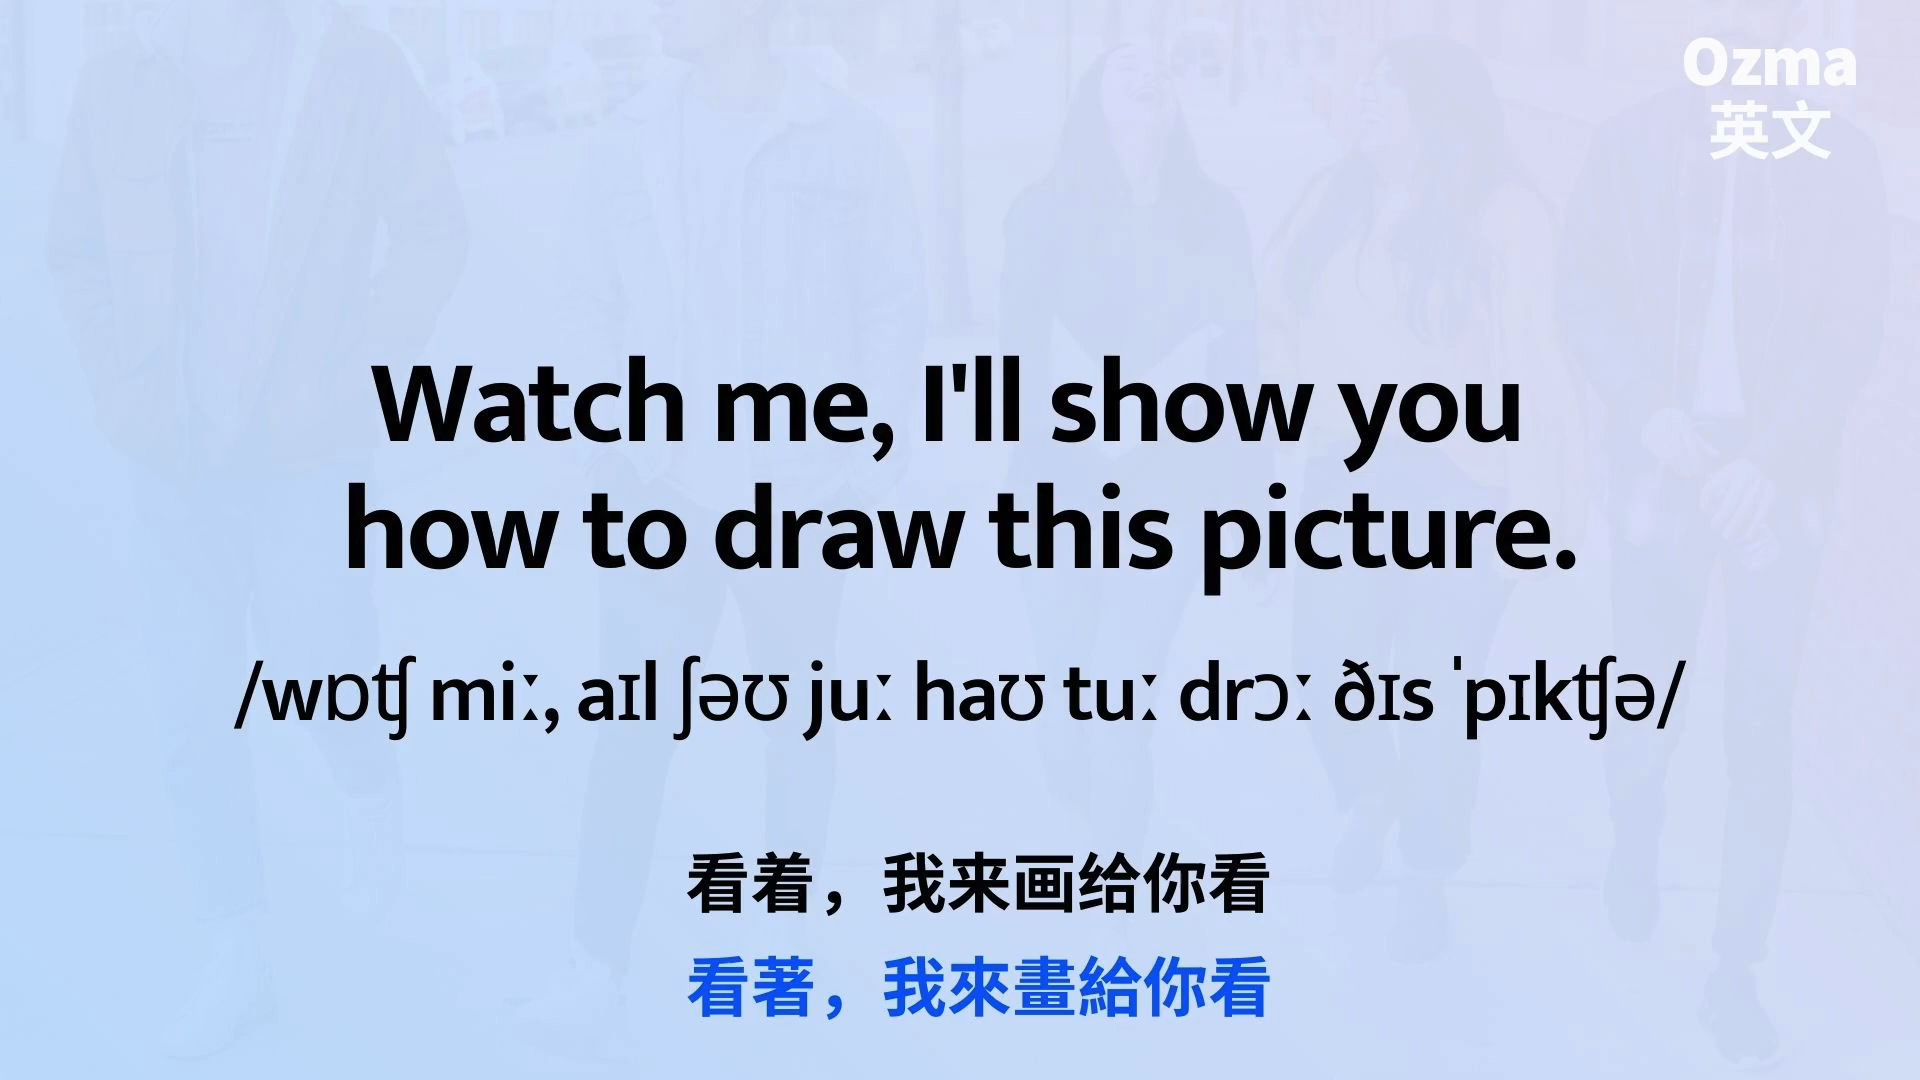 Ozma
英文
Watch me, I'll show you
how to draw this picture.
/wɒʧ miː, aɪl ʃəʊ juː haʊ tuː drɔː ðɪs ˈpɪkʧə/
看着，我来画给你看
看著，我來畫給你看